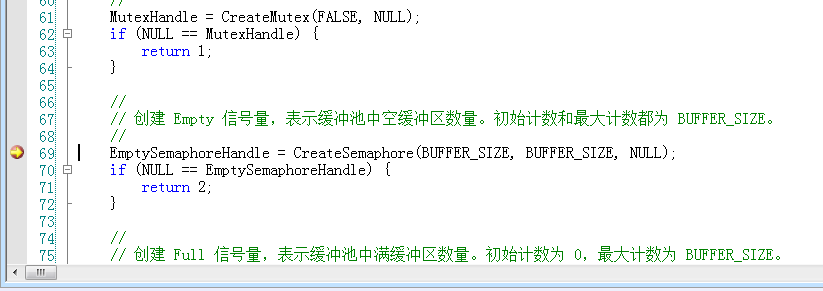 60 //
61 MutexHandle = CreateMutex(FALSE, NULL);
62 if (NULL == MutexHandle) {
63 return 1;
64 }
65
66 //
67 // 创建 Empty 信号量，表示缓冲池中空缓冲区数量。初始计数和最大计数都为 BUFFER_SIZE。
68 //
69 EmptySemaphoreHandle = CreateSemaphore(BUFFER_SIZE, BUFFER_SIZE, NULL);
70 if (NULL == EmptySemaphoreHandle) {
71 return 2;
72 }
73
74 //
75 // 创建 Full 信号量，表示缓冲池中满缓冲区数量。初始计数为 0，最大计数为 BUFFER_SIZE。